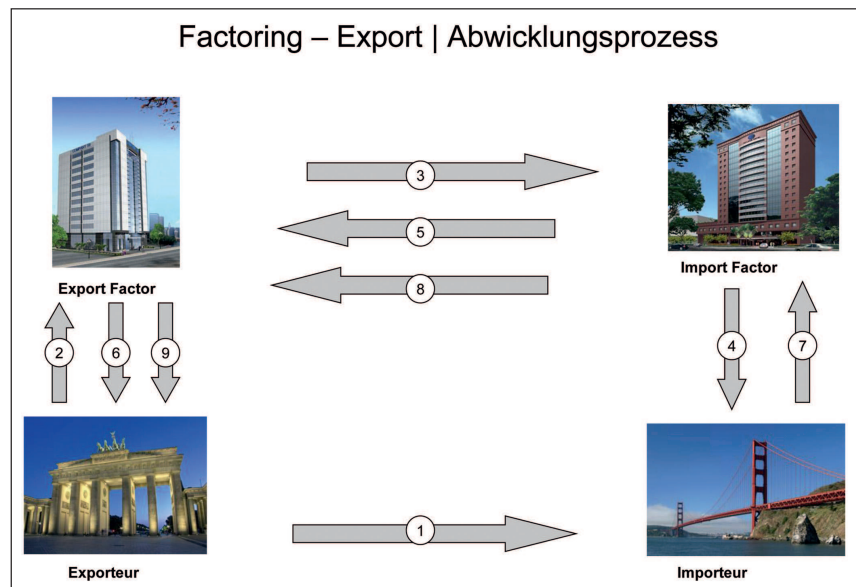 Factoring – Export | Abwicklungsprozess
3
5
8
Export Factor
Import Factor
2
6
9
4
7
1
Exporteur
Importeur